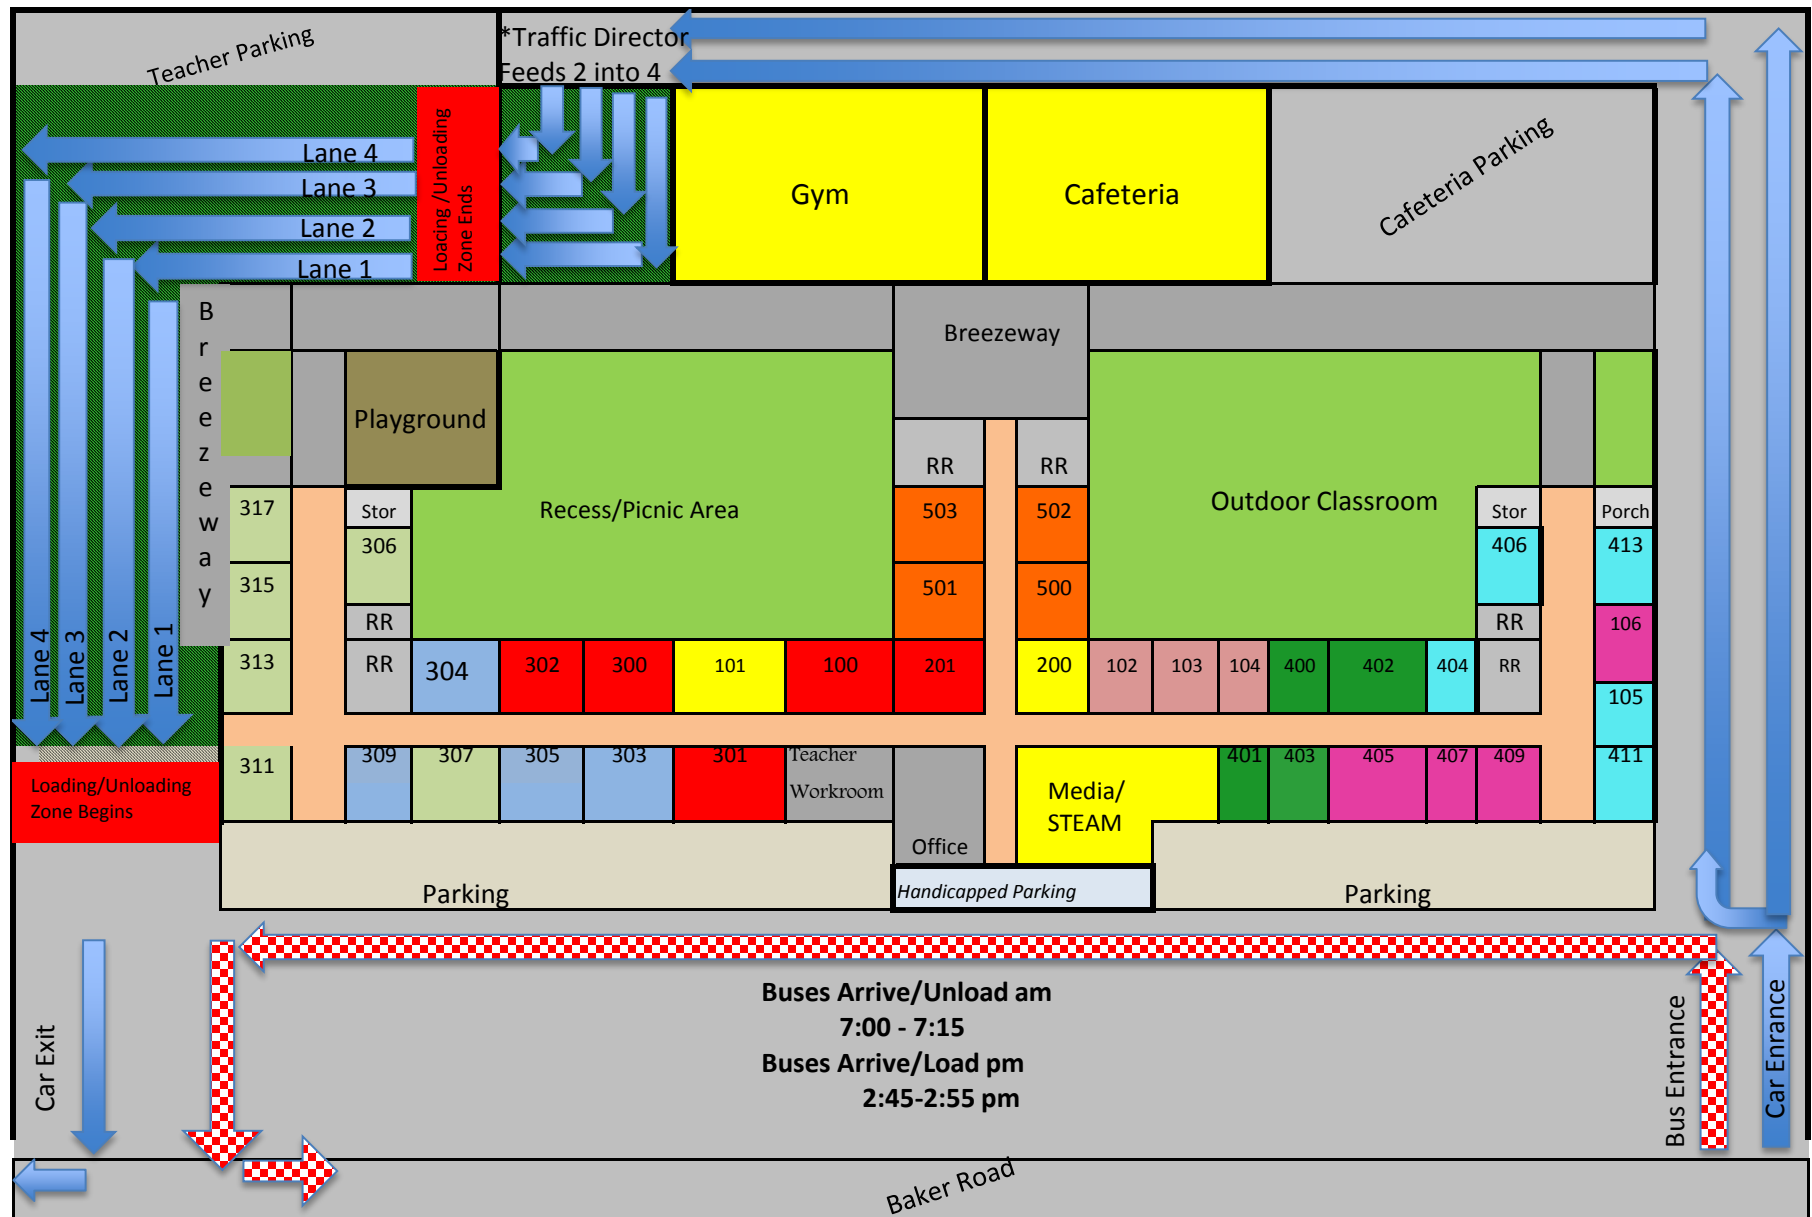 Teacher Parking
*Traffic Director
Feeds 2 into 4
Lane 4
Lane 3
Lane 2
Lane 1
Loacing /Unloading
Zone Ends
Gym
Cafeteria
Cafeteria Parking
Breezeway
Breezeway
Playground
Recess/Picnic Area
Outdoor Classroom
RR
RR
317
Stor
503
502
Stor
Porch
306
406
413
315
501
500
RR
RR
106
313
RR
304
302
300
101
100
201
200
102
103
104
400
402
404
RR
105
Lane 4
Lane 3
Lane 2
Lane 1
311
309
307
305
303
301
Teacher
Workroom
401
403
405
407
409
411
Loading/Unloading
Zone Begins
Media/
STEAM
Office
Parking
Handicapped Parking
Parking
Buses Arrive/Unload am
7:00 - 7:15
Buses Arrive/Load pm
2:45-2:55 pm
Car Exit
Bus Entrance
Car Enrance
Baker Road